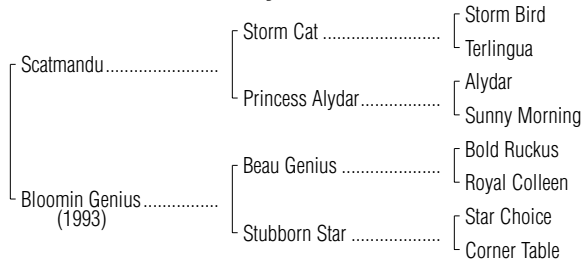 Storm Bird
Storm Cat ........................
Terlingua
Scatmandu.......................
Alydar
Princess Alydar................
Sunny Morning
Bold Ruckus
Beau Genius ....................
Royal Colleen
Bloomin Genius...............
(1993)
Star Choice
Stubborn Star ..................
Corner Table